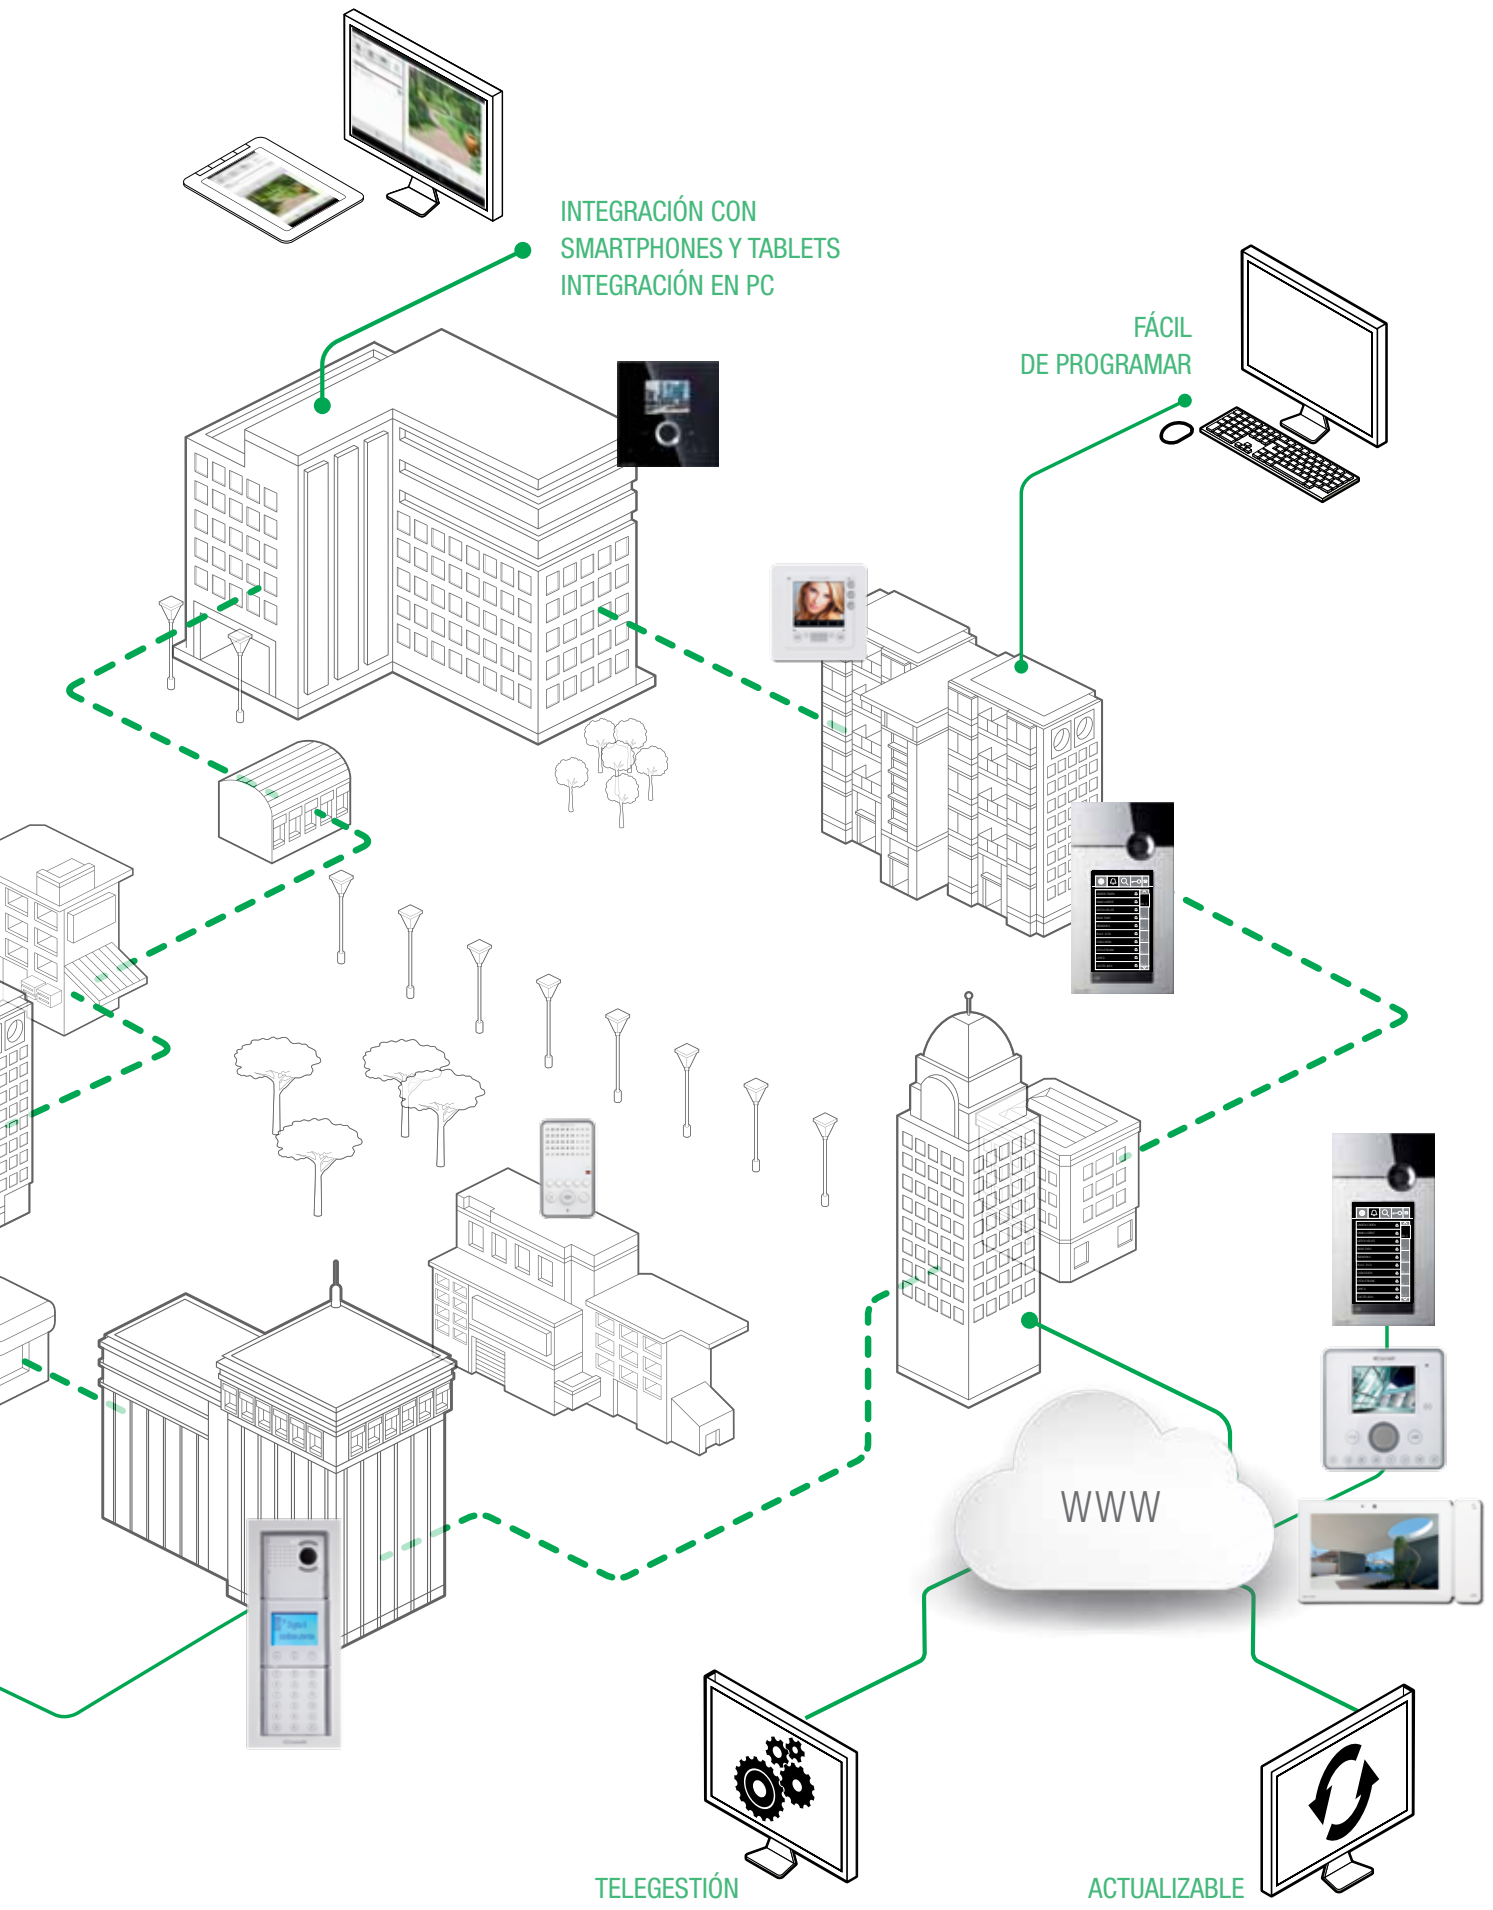 INTEGRACIÓN CON
SMARTPHONES Y TABLETS
INTEGRACIÓN EN PC
FÁCIL
DE PROGRAMAR
WWW
TELEGESTIÓN
ACTUALIZABLE